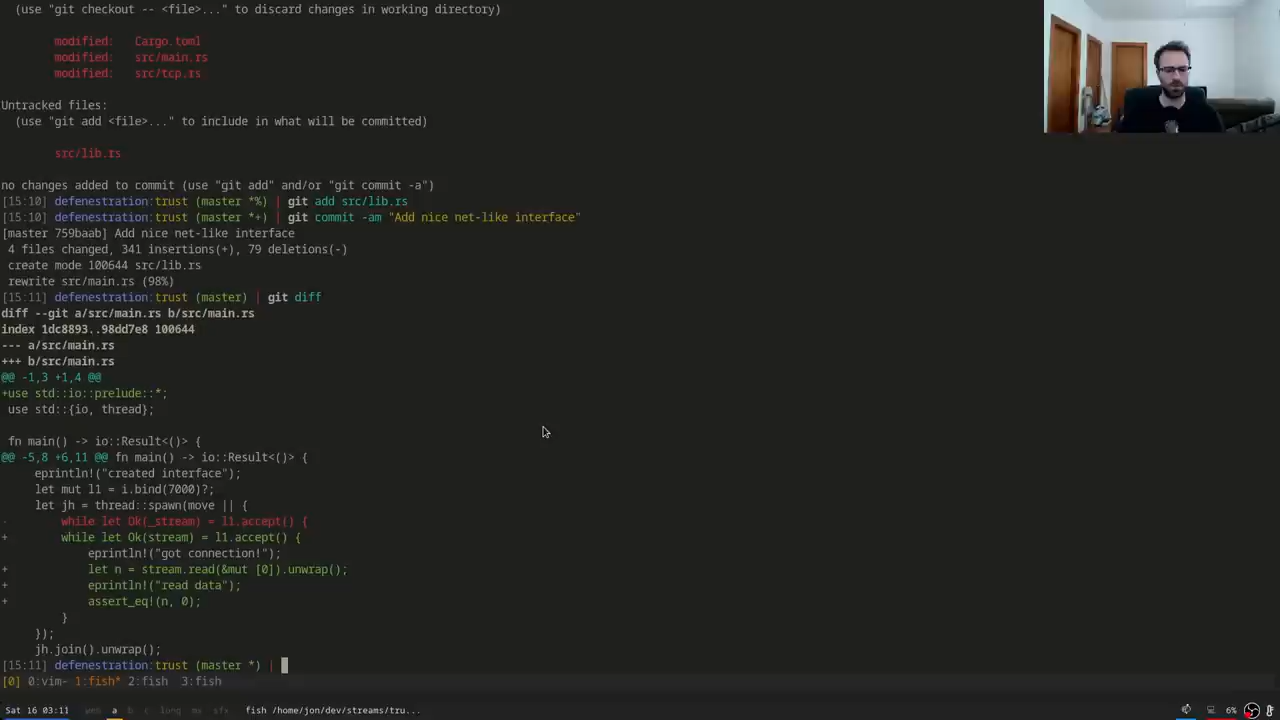 (use "git checkout -- <file>..." to discard changes in working directory)
modified:   Cargo.toml
modified:   src/main.rs
modified:   src/tcp.rs
Untracked files:
(use "git add <file>..." to include in what will be committed)
src/lib.rs
no changes added to commit (use "git add" and/or "git commit -a")
[15:10] defenestration:trust (master *%) | git add src/lib.rs
[15:10] defenestration:trust (master *+) | git commit -am "Add nice net-like interface"
[master 759baab] Add nice net-like interface
4 files changed, 341 insertions(+), 79 deletions(-)
create mode 100644 src/lib.rs
rewrite src/main.rs (98%)
[15:11] defenestration:trust (master) | git diff
diff --git a/src/main.rs b/src/main.rs
index 1dc8893..98dd7e8 100644
--- a/src/main.rs
+++ b/src/main.rs
@@ -1,3 +1,4 @@
+use std::io::prelude::*;
use std::{io, thread};
fn main() -> io::Result<()> {
@@ -5,8 +6,11 @@ fn main() -> io::Result<()> {
eprintln!("created interface");
let mut l1 = i.bind(7000)?;
let jh = thread::spawn(move || {
-       while let Ok(_stream) = l1.accept() {
+       while let Ok(stream) = l1.accept() {
eprintln!("got connection!");
+           let n = stream.read(&mut [0]).unwrap();
+           eprintln!("read data");
+           assert_eq!(n, 0);
}
});
jh.join().unwrap();
[15:11] defenestration:trust (master *) |
[0] 0:vim- 1:fish* 2:fish  3:fish
Sat 16 03:11 web a b c lung ms sfx fish /home/jon/dev/streams/tru... 6%